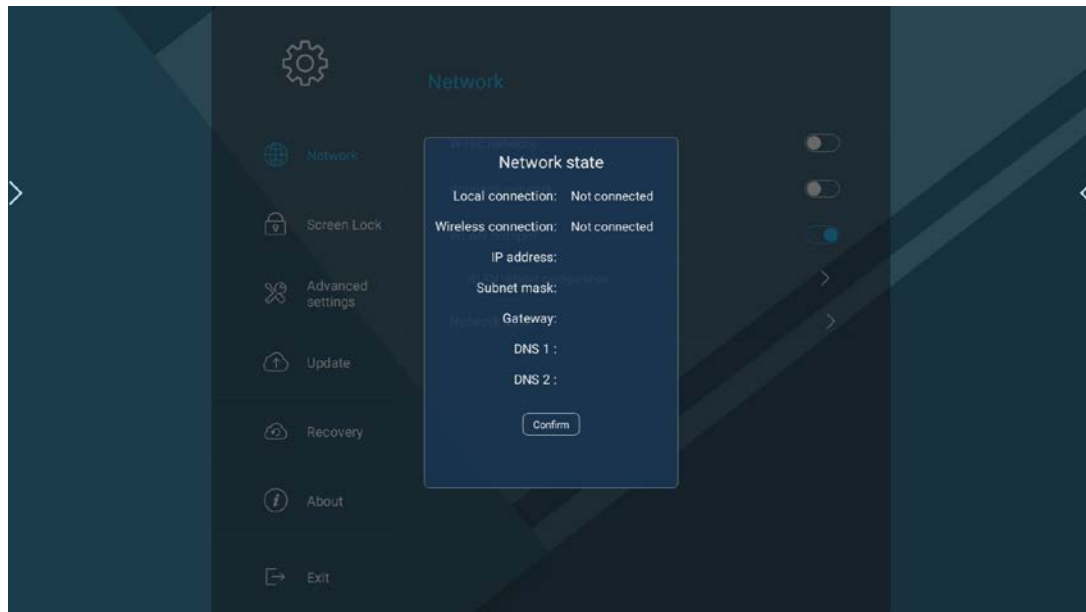 Network
Network
Screen Lock
Advanced
settings
Update
Recovery
About
Exit
Network state
Local connection: Not connected
Wireless connection: Not connected
IP address:
Subnet mask:
Gateway:
DNS 1 :
DNS 2 :
Confirm